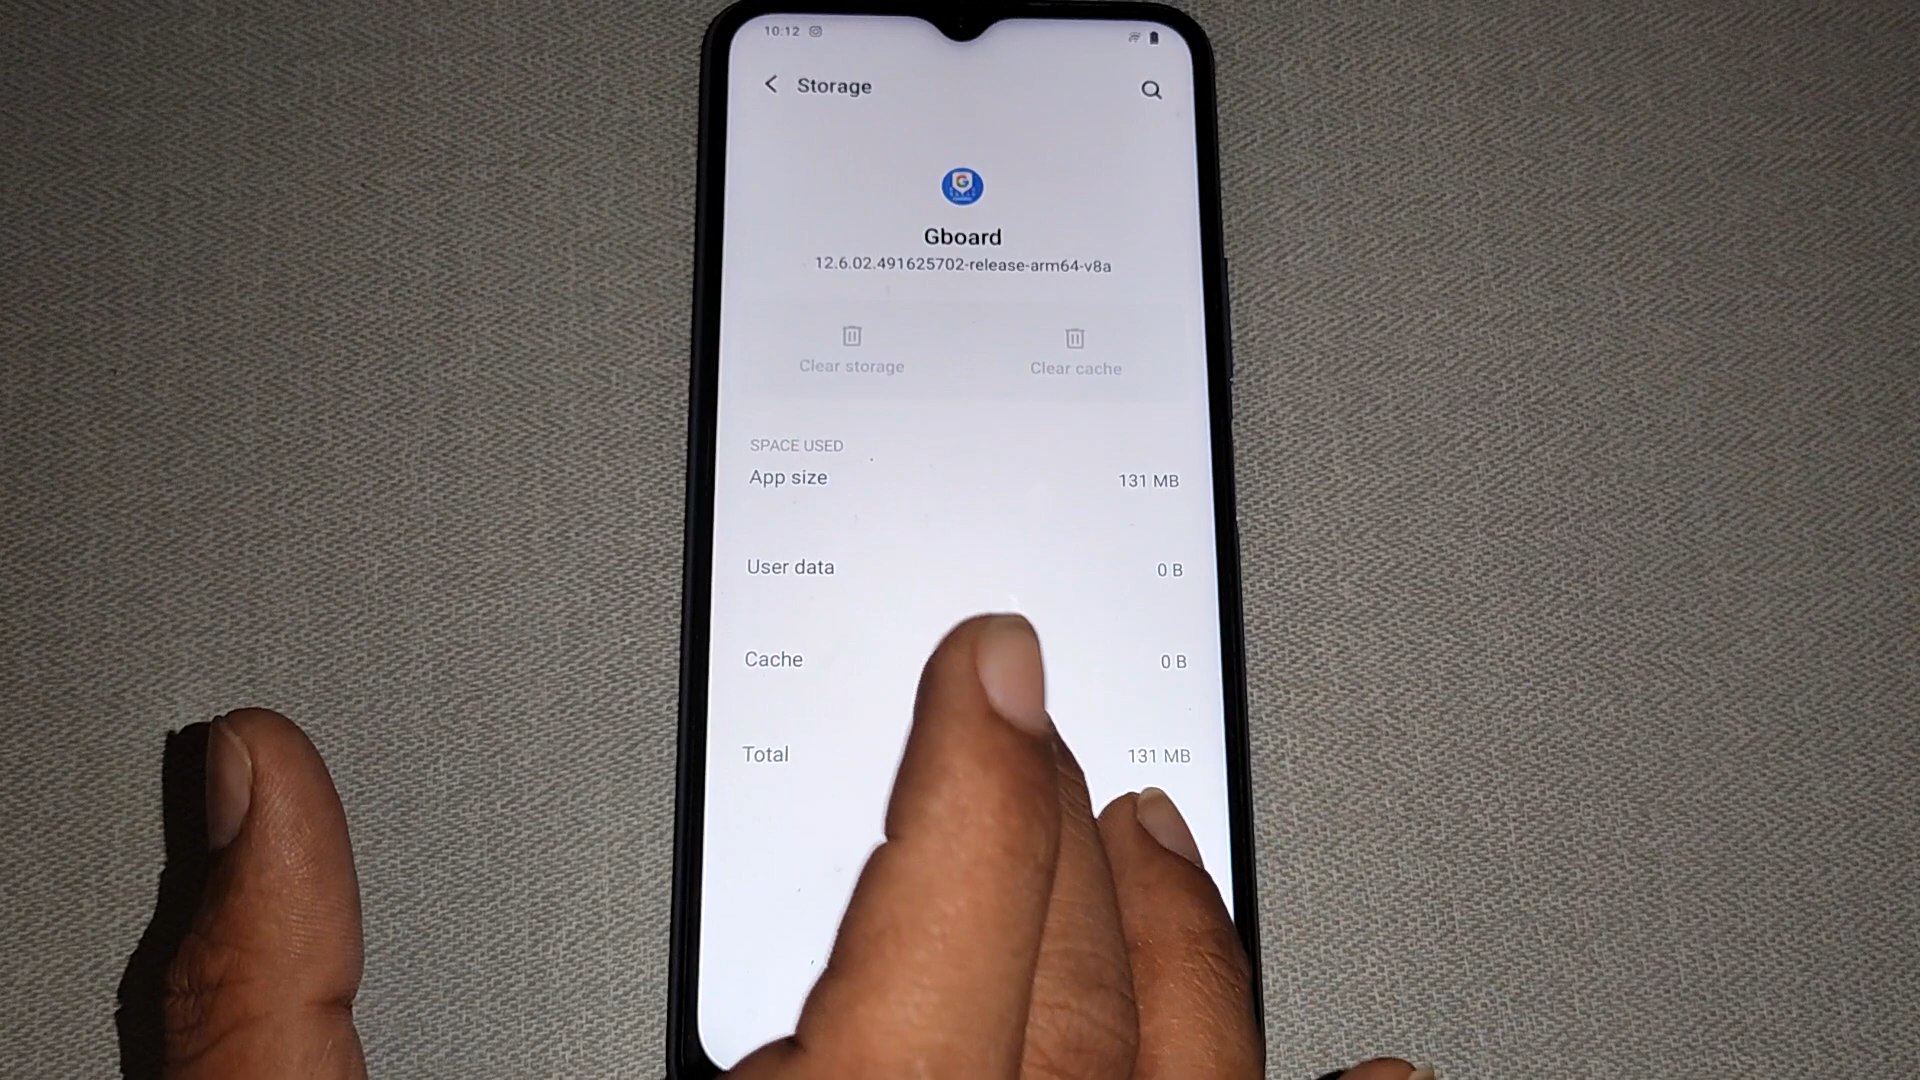 10:12
Storage
G
Gboard
12.6.02.491625702-release-arm64-v8a
Clear storage Clear cache
SPACE USED
App size 131 MB
User data 0 B
Cache 0 B
Total 131 MB